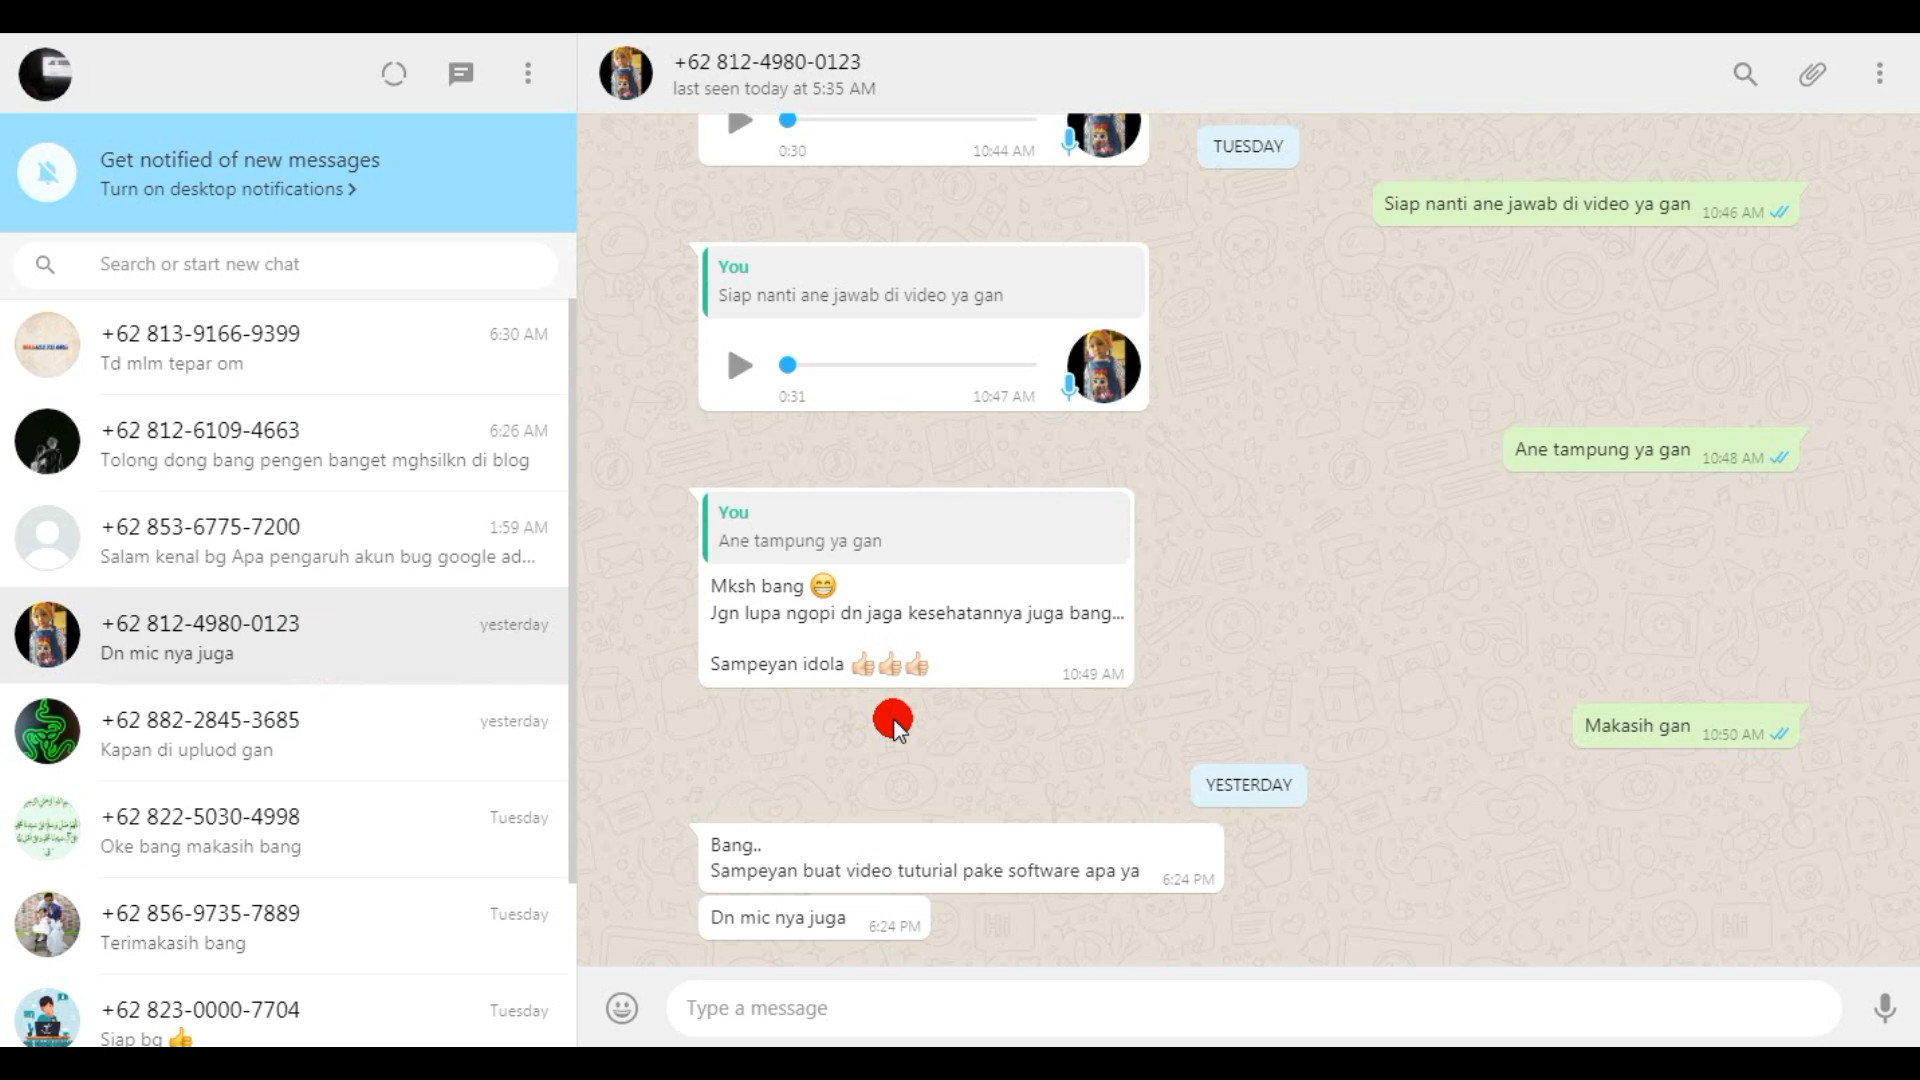 Get notified of new messages
Turn on desktop notifications >
Search or start new chat
+62 813-9166-9399 6:30 AM
Td mlm tepar om
+62 812-6109-4663 6:26 AM
Tolong dong bang pengen banget mghsilkn di blog
+62 853-6775-7200 1:59 AM
Salam kenal bg Apa pengaruh akun bug google ad...
+62 812-4980-0123 yesterday
Dn mic nya juga
+62 882-2845-3685 yesterday
Kapan di upluod gan
+62 822-5030-4998 Tuesday
Oke bang makasih bang
+62 856-9735-7889 Tuesday
Terimakasih bang
+62 823-0000-7704 Tuesday
Siap bg 👍
+62 812-4980-0123
last seen today at 5:35 AM
0:30 10:44 AM
TUESDAY
Siap nanti ane jawab di video ya gan 10:46 AM
You
Siap nanti ane jawab di video ya gan
0:31 10:47 AM
Ane tampung ya gan 10:48 AM
You
Ane tampung ya gan
Mksh bang 😁
Jgn lupa ngopi dn jaga kesehatannya juga bang...
Sampeyan idola 👍🏻👍🏻👍🏻 10:49 AM
Makasih gan 10:50 AM
YESTERDAY
Bang..
Sampeyan buat video tuturial pake software apa ya 6:24 PM
Dn mic nya juga 6:24 PM
Type a message